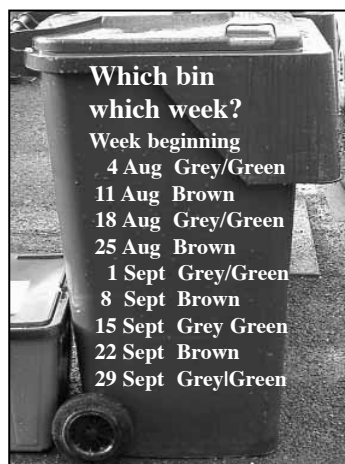 Which bin
which week?
Week beginning
4 Aug Grey/Green
11 Aug Brown
18 Aug Grey/Green
25 Aug Brown
1 Sept Grey/Green
8 Sept Brown
15 Sept Grey Green
22 Sept Brown
29 Sept Grey|Green